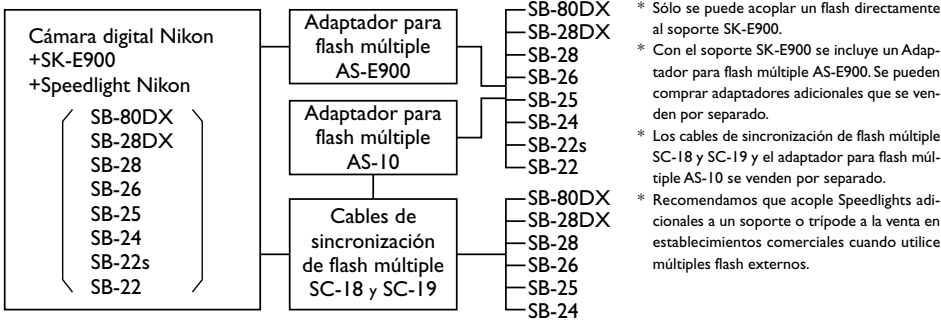 Cámara digital Nikon
+SK-E900
+Speedlight Nikon
SB-80DX
SB-28DX
SB-28
SB-26
SB-25
SB-24
SB-22s
SB-22
Adaptador para
flash múltiple
AS-E900
Adaptador para
flash múltiple
AS-10
Cables de
sincronización
de flash múltiple
SC-18 y SC-19
SB-80DX
SB-28DX
SB-28
SB-26
SB-25
SB-24
SB-22s
SB-22
SB-80DX
SB-28DX
SB-28
SB-26
SB-25
SB-24
* Sólo se puede acoplar un flash directamente
al soporte SK-E900.
* Con el soporte SK-E900 se incluye un Adap-
tador para flash múltiple AS-E900. Se pueden
comprar adaptadores adicionales que se ven-
den por separado.
* Los cables de sincronización de flash múltiple
SC-18 y SC-19 y el adaptador para flash múl-
tiple AS-10 se venden por separado.
* Recomendamos que acople Speedlights adi-
cionales a un soporte o trípode a la venta en
establecimientos comerciales cuando utilice
múltiples flash externos.